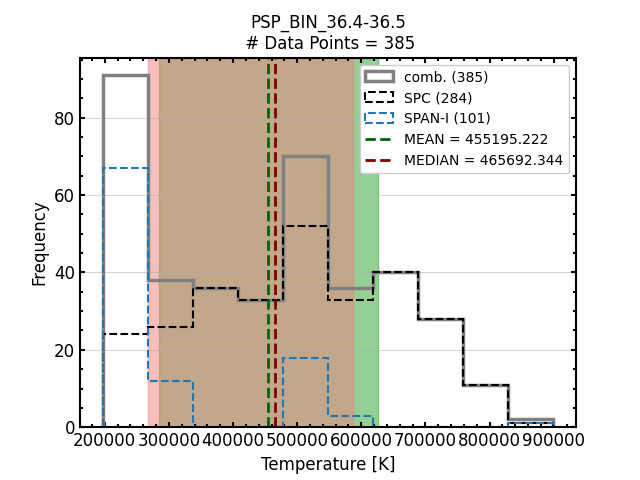 PSP_BIN_36.4-36.5
# Data Points = 385
comb. (385)
SPC (284)
SPAN-I (101)
MEAN = 455195.222
MEDIAN = 465692.344
Frequency
80
60
40
20
0
200000 300000 400000 500000 600000 700000 800000 900000
Temperature [K]